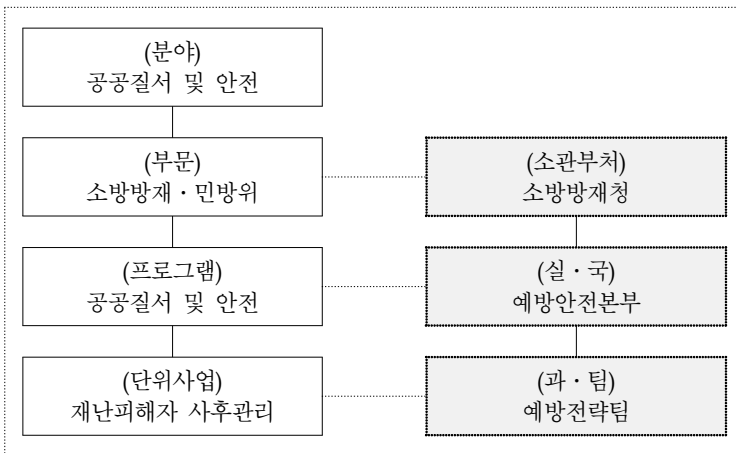 (분야)
공공질서 및 안전
(부문)
소방방재・민방위
(소관부처)
소방방재청
(프로그램)
공공질서 및 안전
(실・국)
예방안전본부
(단위사업)
재난피해자 사후관리
(과・팀)
예방전략팀